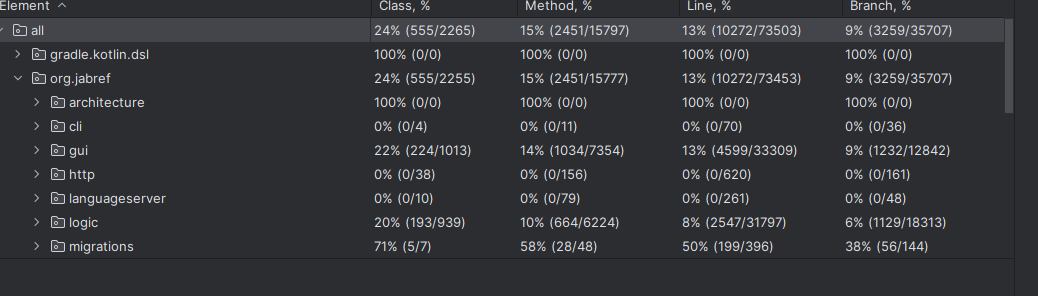 Element Class, % Method, % Line, % Branch, %
all 24% (555/2265) 15% (2451/15797) 13% (10272/73503) 9% (3259/35707)
gradle.kotlin.dsl 100% (0/0) 100% (0/0) 100% (0/0) 100% (0/0)
org.jabref 24% (555/2255) 15% (2451/15777) 13% (10272/73453) 9% (3259/35707)
architecture 100% (0/0) 100% (0/0) 100% (0/0) 100% (0/0)
cli 0% (0/4) 0% (0/11) 0% (0/70) 0% (0/36)
gui 22% (224/1013) 14% (1034/7354) 13% (4599/33309) 9% (1232/12842)
http 0% (0/38) 0% (0/156) 0% (0/620) 0% (0/161)
languageserver 0% (0/10) 0% (0/79) 0% (0/261) 0% (0/48)
logic 20% (193/939) 10% (664/6224) 8% (2547/31797) 6% (1129/18313)
migrations 71% (5/7) 58% (28/48) 50% (199/396) 38% (56/144)